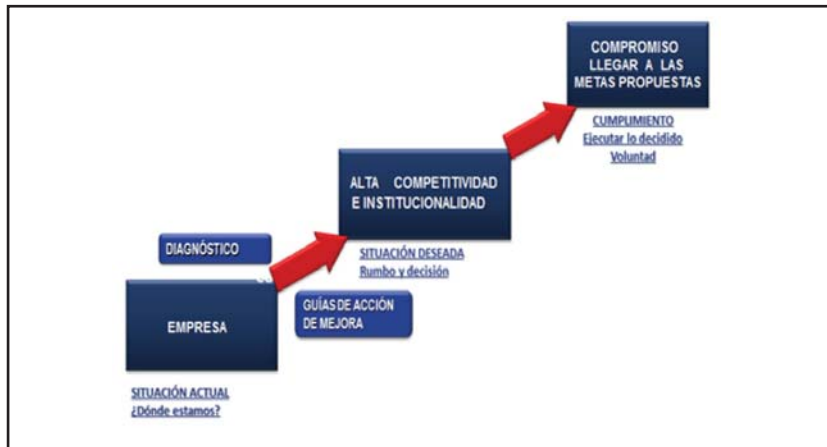 COMPROMISO
LLEGAR A LAS
METAS PROPUESTAS
CUMPLIMIENTO
Ejecutar lo decidido
Voluntad
ALTA COMPETITIVIDAD
E INSTITUCIONALIDAD
SITUACIÓN DESEADA
Rumbo y decisión
DIAGNÓSTICO
GUÍAS DE ACCIÓN
DE MEJORA
EMPRESA
SITUACIÓN ACTUAL
¿Dónde estamos?